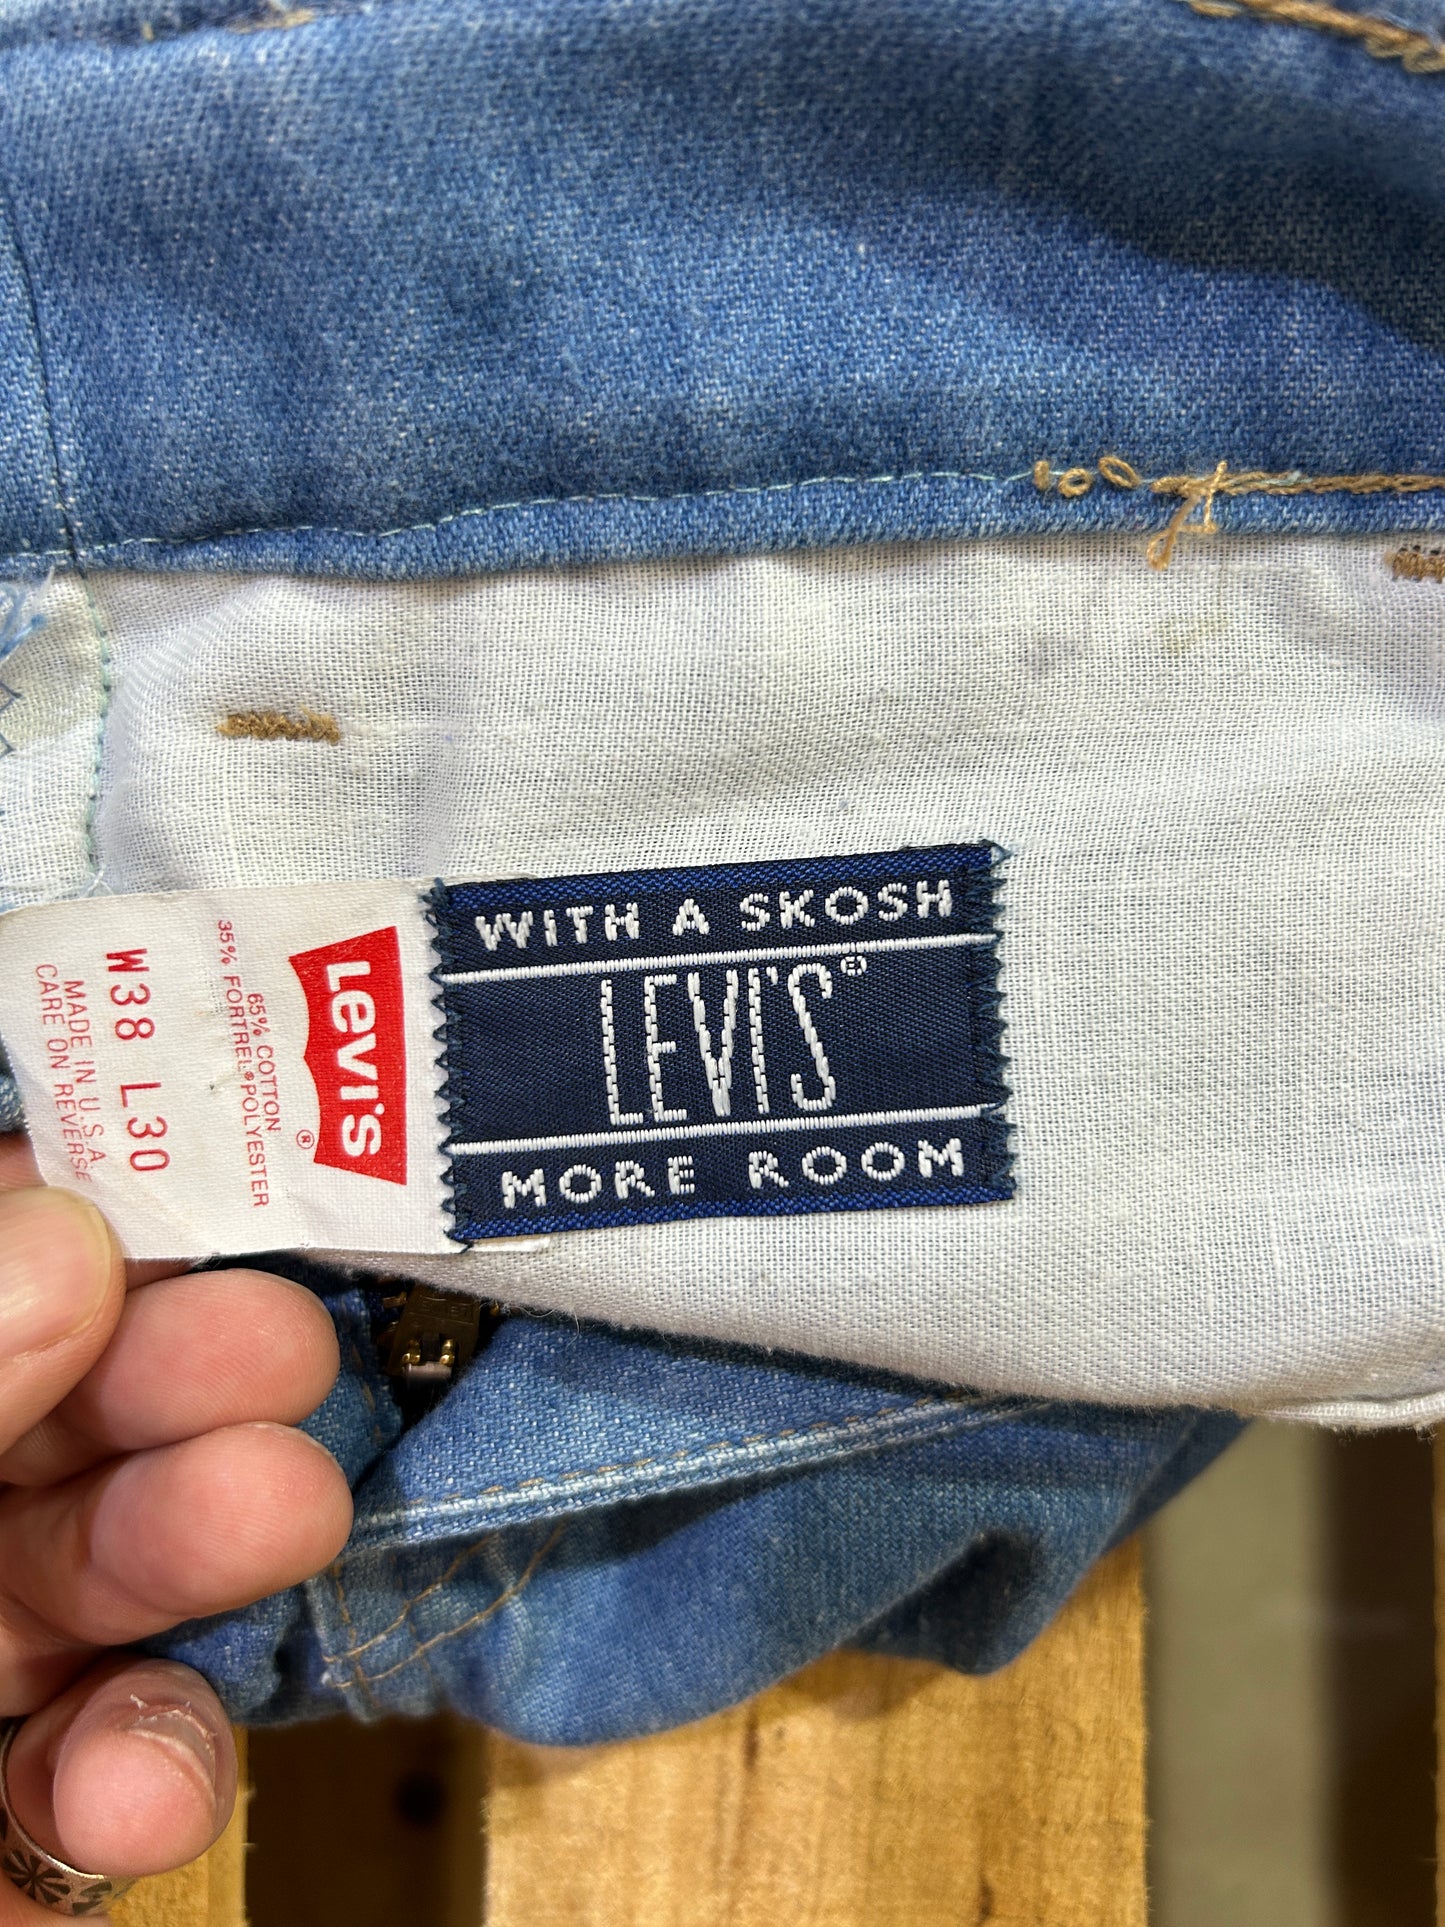 Levi's®
65% COTTON
35% FORTREL®POLYESTER
W38 L30
MADE IN U.S.A.
CARE ON REVERSE
WITH A SKOSH
LEVI'S®
MORE ROOM